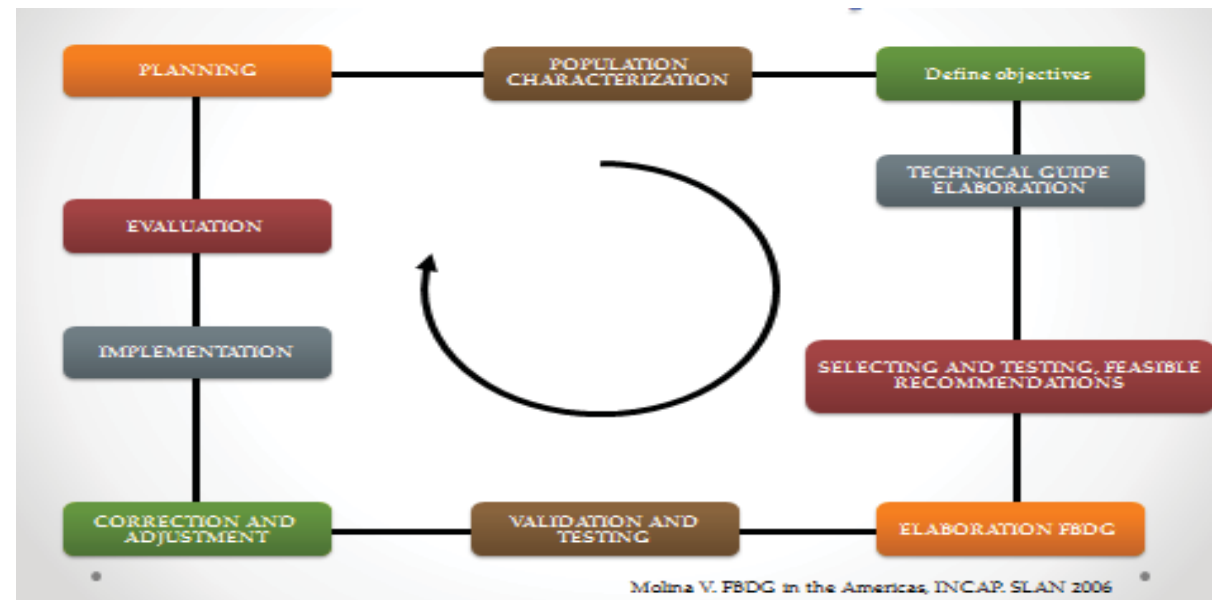 PLANNING
POPULATION
CHARACTERIZATION
Define objectives
TECHNICAL GUIDE
ELABORATION
EVALUATION
IMPLEMENTATION
SELECTING AND TESTING, FEASIBLE
RECOMMENDATIONS
CORRECTION AND
ADJUSTMENT
VALIDATION AND
TESTING
ELABORATION FBDG
Molina V. FBDG in the Americas, INCAP. SLAN 2006